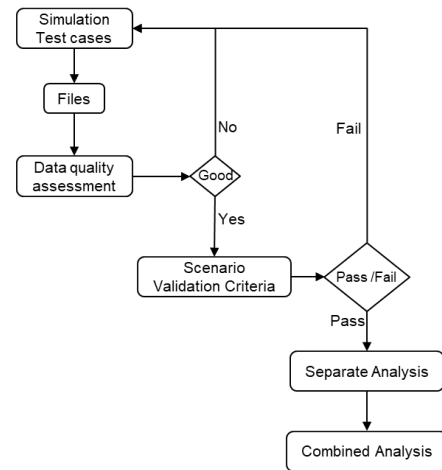 Simulation
Test cases
Files
No
Fail
Data quality
assessment
Good
Yes
Scenario
Validation Criteria
Pass /Fail
Pass
Separate Analysis
Combined Analysis